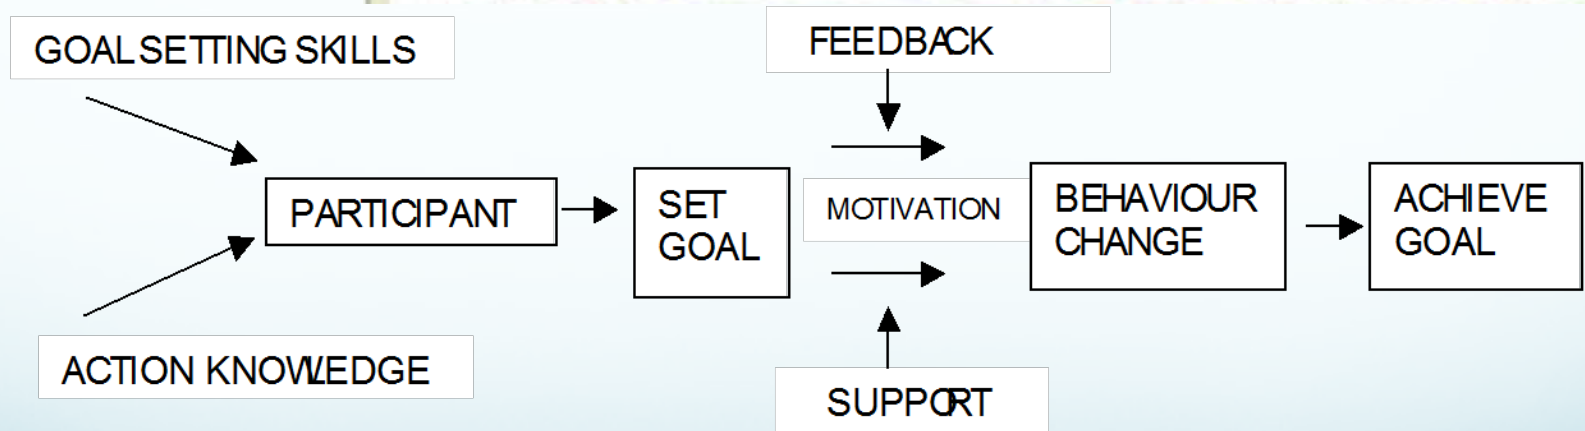 GOAL SETTING SKILLS
FEEDBACK
PARTICIPANT
SET
GOAL
MOTIVATION
BEHAVIOUR
CHANGE
ACHIEVE
GOAL
ACTION KNOWLEDGE
SUPPORT